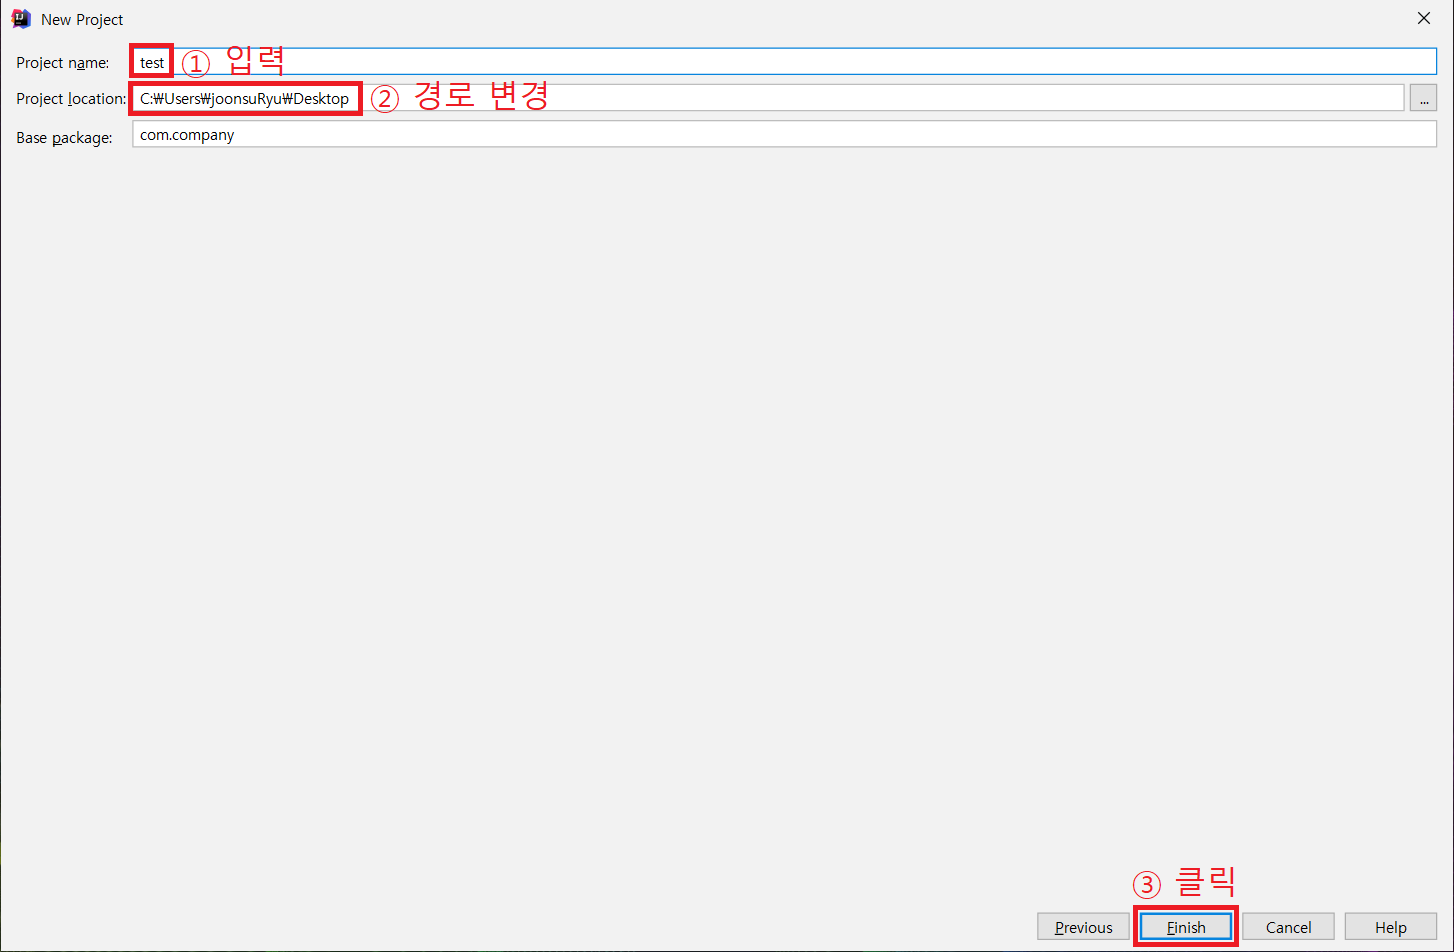 New Project
Project name: test ① 입력
Project location: C:₩Users₩joonsuRyu₩Desktop ② 경로 변경 ...
Base package: com.company
③ 클릭
Previous Finish Cancel Help